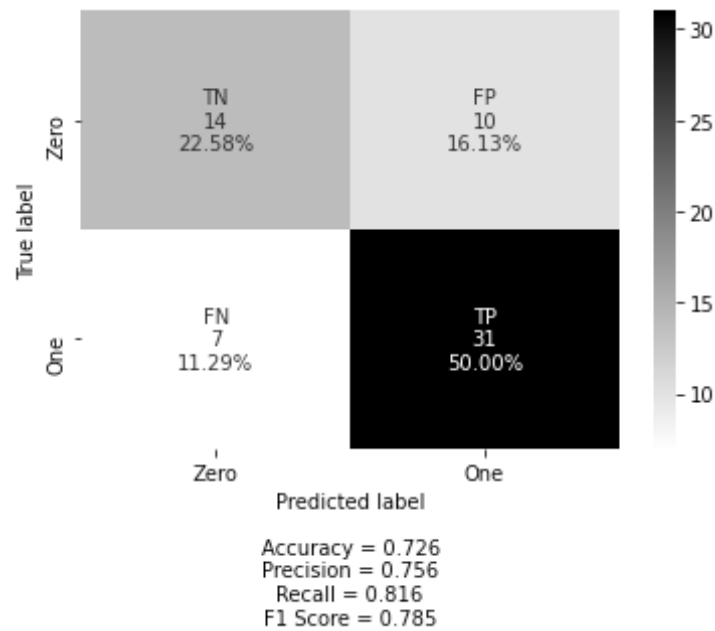 TN
14
22.58%
FP
10
16.13%
FN
7
11.29%
TP
31
50.00%
Zero
One
True label
Zero
One
Predicted label
30
25
20
15
10
Accuracy = 0.726
Precision = 0.756
Recall = 0.816
F1 Score = 0.785